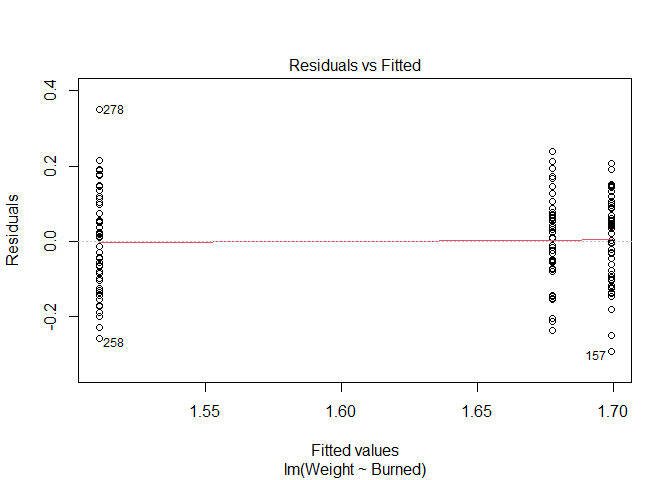 Residuals vs Fitted
0.4
0.2
0.0
-0.2
Residuals
278
258
157
1.55 1.60 1.65 1.70
Fitted values
lm(Weight ~ Burned)